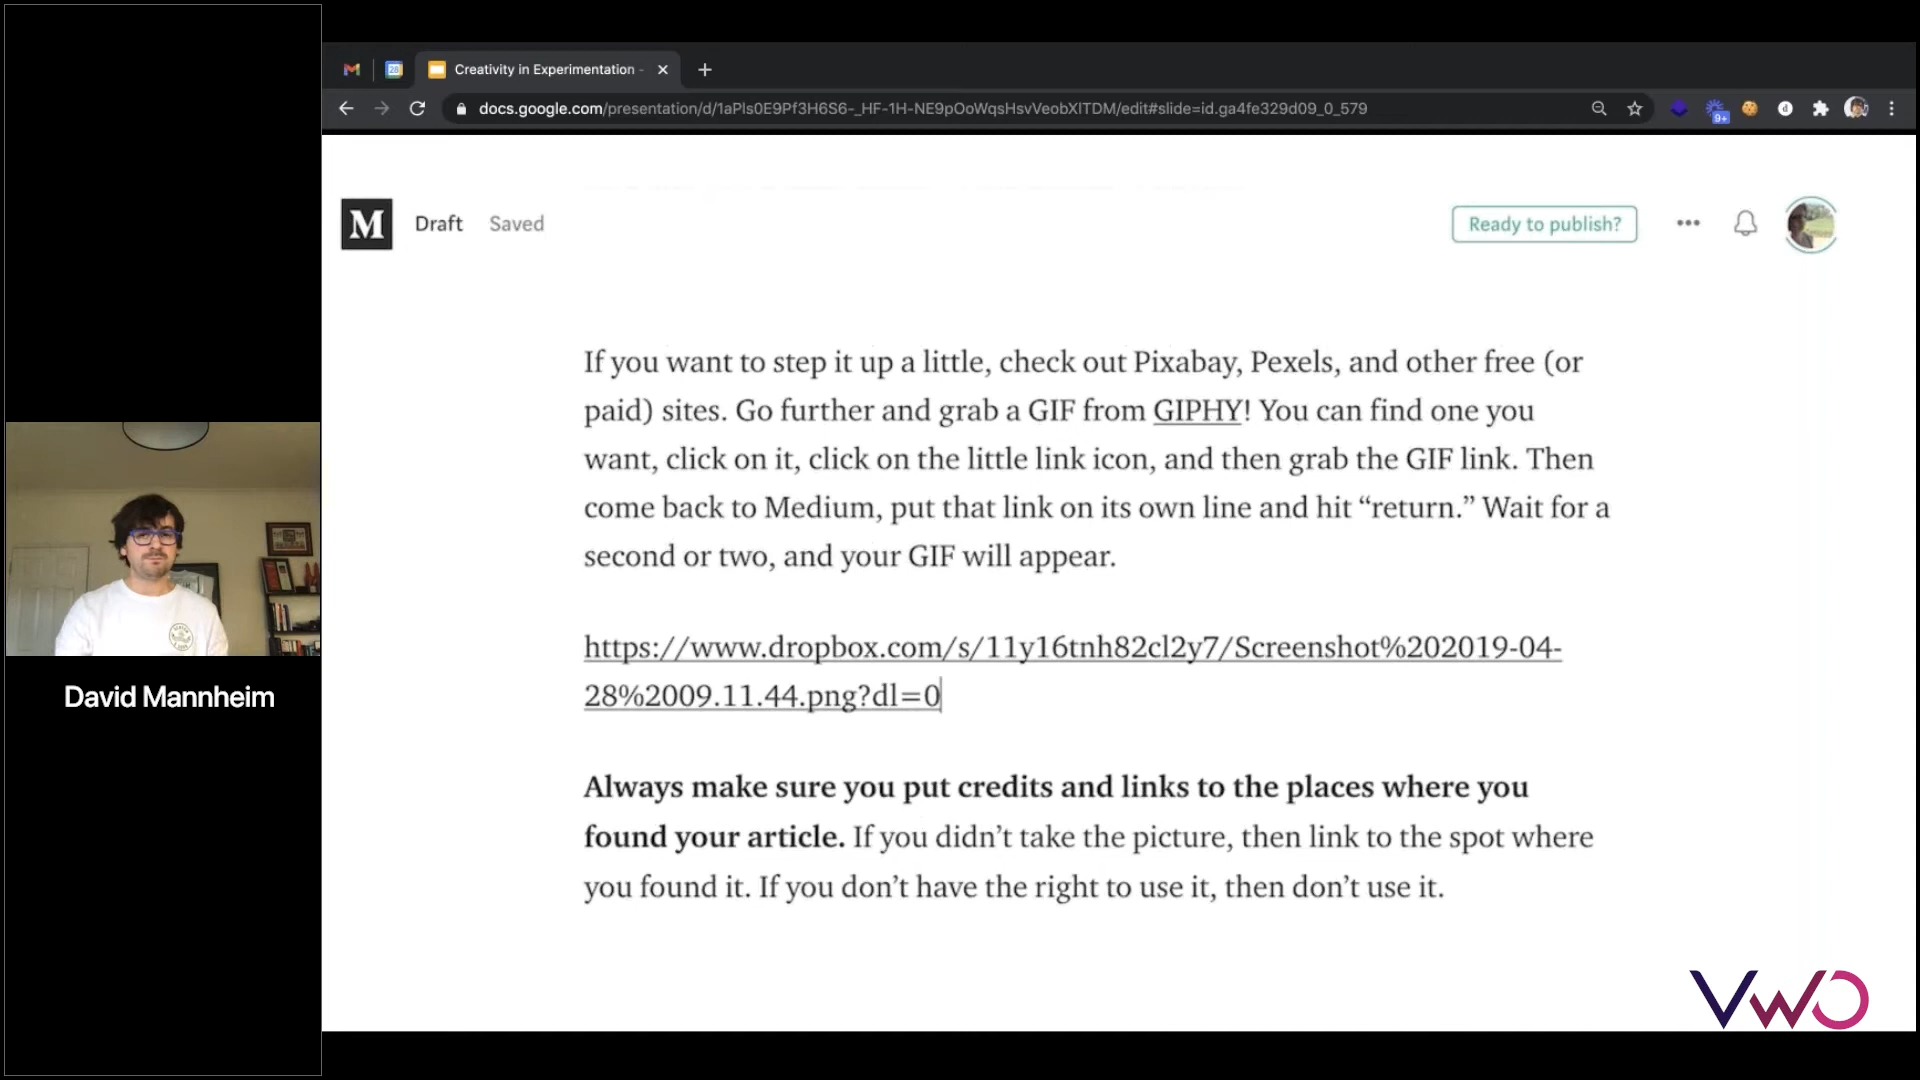 Creativity in Experimentation -
docs.google.com/presentation/d/1aPls0E9Pf3H6S6-_HF-1H-NE9pOoWqsHsvVeobXlTDM/edit#slide=id.ga4fe329d09_0_579
9+
M Draft Saved
Ready to publish?
If you want to step it up a little, check out Pixabay, Pexels, and other free (or
paid) sites. Go further and grab a GIF from GIPHY! You can find one you
want, click on it, click on the little link icon, and then grab the GIF link. Then
come back to Medium, put that link on its own line and hit “return.” Wait for a
second or two, and your GIF will appear.
https://www.dropbox.com/s/11y16tnh82cl2y7/Screenshot%202019-04-
28%2009.11.44.png?dl=0
Always make sure you put credits and links to the places where you
found your article. If you didn’t take the picture, then link to the spot where
you found it. If you don’t have the right to use it, then don’t use it.
David Mannheim
VWO